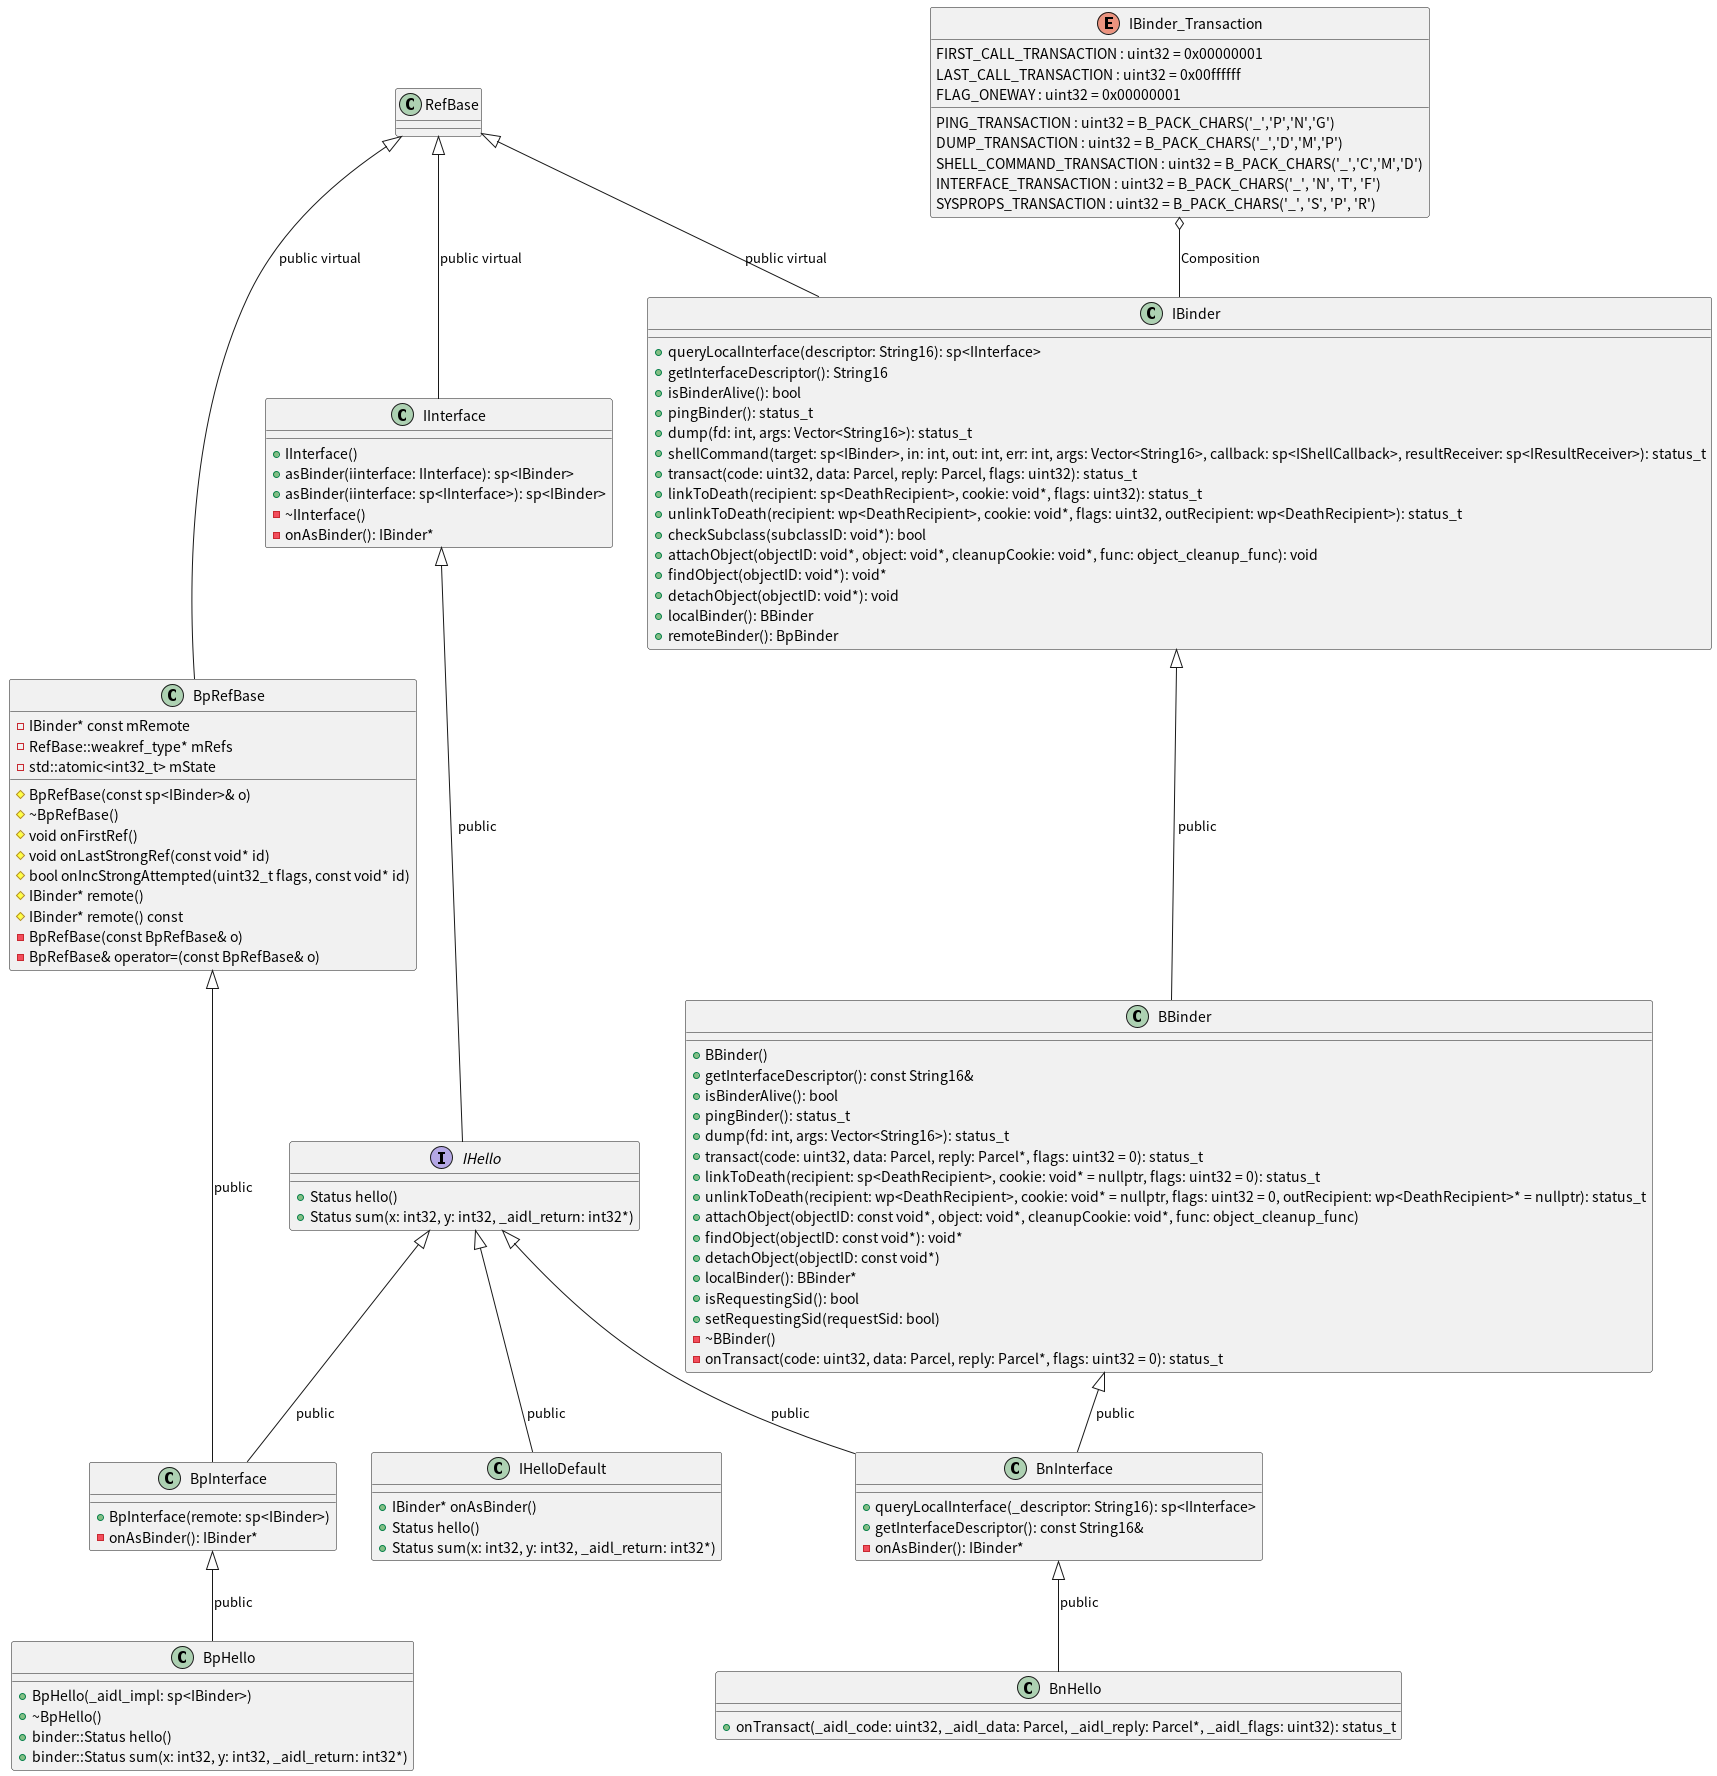 E IBinder_Transaction
FIRST_CALL_TRANSACTION : uint32 = 0x00000001
LAST_CALL_TRANSACTION : uint32 = 0x00ffffff
FLAG_ONEWAY : uint32 = 0x00000001
PING_TRANSACTION : uint32 = B_PACK_CHARS('_','P','N','G')
DUMP_TRANSACTION : uint32 = B_PACK_CHARS('_','D','M','P')
SHELL_COMMAND_TRANSACTION : uint32 = B_PACK_CHARS('_','C','M','D')
INTERFACE_TRANSACTION : uint32 = B_PACK_CHARS('_', 'N', 'T', 'F')
SYSPROPS_TRANSACTION : uint32 = B_PACK_CHARS('_', 'S', 'P', 'R')
C RefBase
public virtual
public virtual
public virtual
Composition
C IBinder
queryLocalInterface(descriptor: String16): sp<IInterface>
getInterfaceDescriptor(): String16
isBinderAlive(): bool
pingBinder(): status_t
dump(fd: int, args: Vector<String16>): status_t
shellCommand(target: sp<IBinder>, in: int, out: int, err: int, args: Vector<String16>, callback: sp<IShellCallback>, resultReceiver: sp<IResultReceiver>): status_t
transact(code: uint32, data: Parcel, reply: Parcel, flags: uint32): status_t
linkToDeath(recipient: sp<DeathRecipient>, cookie: void*, flags: uint32): status_t
unlinkToDeath(recipient: wp<DeathRecipient>, cookie: void*, flags: uint32, outRecipient: wp<DeathRecipient>): status_t
checkSubclass(subclassID: void*): bool
attachObject(objectID: void*, object: void*, cleanupCookie: void*, func: object_cleanup_func): void
findObject(objectID: void*): void*
detachObject(objectID: void*): void
localBinder(): BBinder
remoteBinder(): BpBinder
C IInterface
IInterface()
asBinder(iinterface: IInterface): sp<IBinder>
asBinder(iinterface: sp<IInterface>): sp<IBinder>
~IInterface()
onAsBinder(): IBinder*
C BpRefBase
IBinder* const mRemote
RefBase::weakref_type* mRefs
std::atomic<int32_t> mState
BpRefBase(const sp<IBinder>& o)
~BpRefBase()
void onFirstRef()
void onLastStrongRef(const void* id)
bool onIncStrongAttempted(uint32_t flags, const void* id)
IBinder* remote()
IBinder* remote() const
BpRefBase(const BpRefBase& o)
BpRefBase& operator=(const BpRefBase& o)
public
public
public
C BBinder
BBinder()
getInterfaceDescriptor(): const String16&
isBinderAlive(): bool
pingBinder(): status_t
dump(fd: int, args: Vector<String16>): status_t
transact(code: uint32, data: Parcel, reply: Parcel*, flags: uint32 = 0): status_t
linkToDeath(recipient: sp<DeathRecipient>, cookie: void* = nullptr, flags: uint32 = 0): status_t
unlinkToDeath(recipient: wp<DeathRecipient>, cookie: void* = nullptr, flags: uint32 = 0, outRecipient: wp<DeathRecipient>* = nullptr): status_t
attachObject(objectID: const void*, object: void*, cleanupCookie: void*, func: object_cleanup_func)
findObject(objectID: const void*): void*
detachObject(objectID: const void*)
localBinder(): BBinder*
isRequestingSid(): bool
setRequestingSid(requestSid: bool)
~BBinder()
onTransact(code: uint32, data: Parcel, reply: Parcel*, flags: uint32 = 0): status_t
I IHello
Status hello()
Status sum(x: int32, y: int32, _aidl_return: int32*)
public
public
public
public
C BpInterface
BpInterface(remote: sp<IBinder>)
onAsBinder(): IBinder*
C IHelloDefault
IBinder* onAsBinder()
Status hello()
Status sum(x: int32, y: int32, _aidl_return: int32*)
C BnInterface
queryLocalInterface(_descriptor: String16): sp<IInterface>
getInterfaceDescriptor(): const String16&
onAsBinder(): IBinder*
public
public
C BpHello
BpHello(_aidl_impl: sp<IBinder>)
~BpHello()
binder::Status hello()
binder::Status sum(x: int32, y: int32, _aidl_return: int32*)
C BnHello
onTransact(_aidl_code: uint32, _aidl_data: Parcel, _aidl_reply: Parcel*, _aidl_flags: uint32): status_t